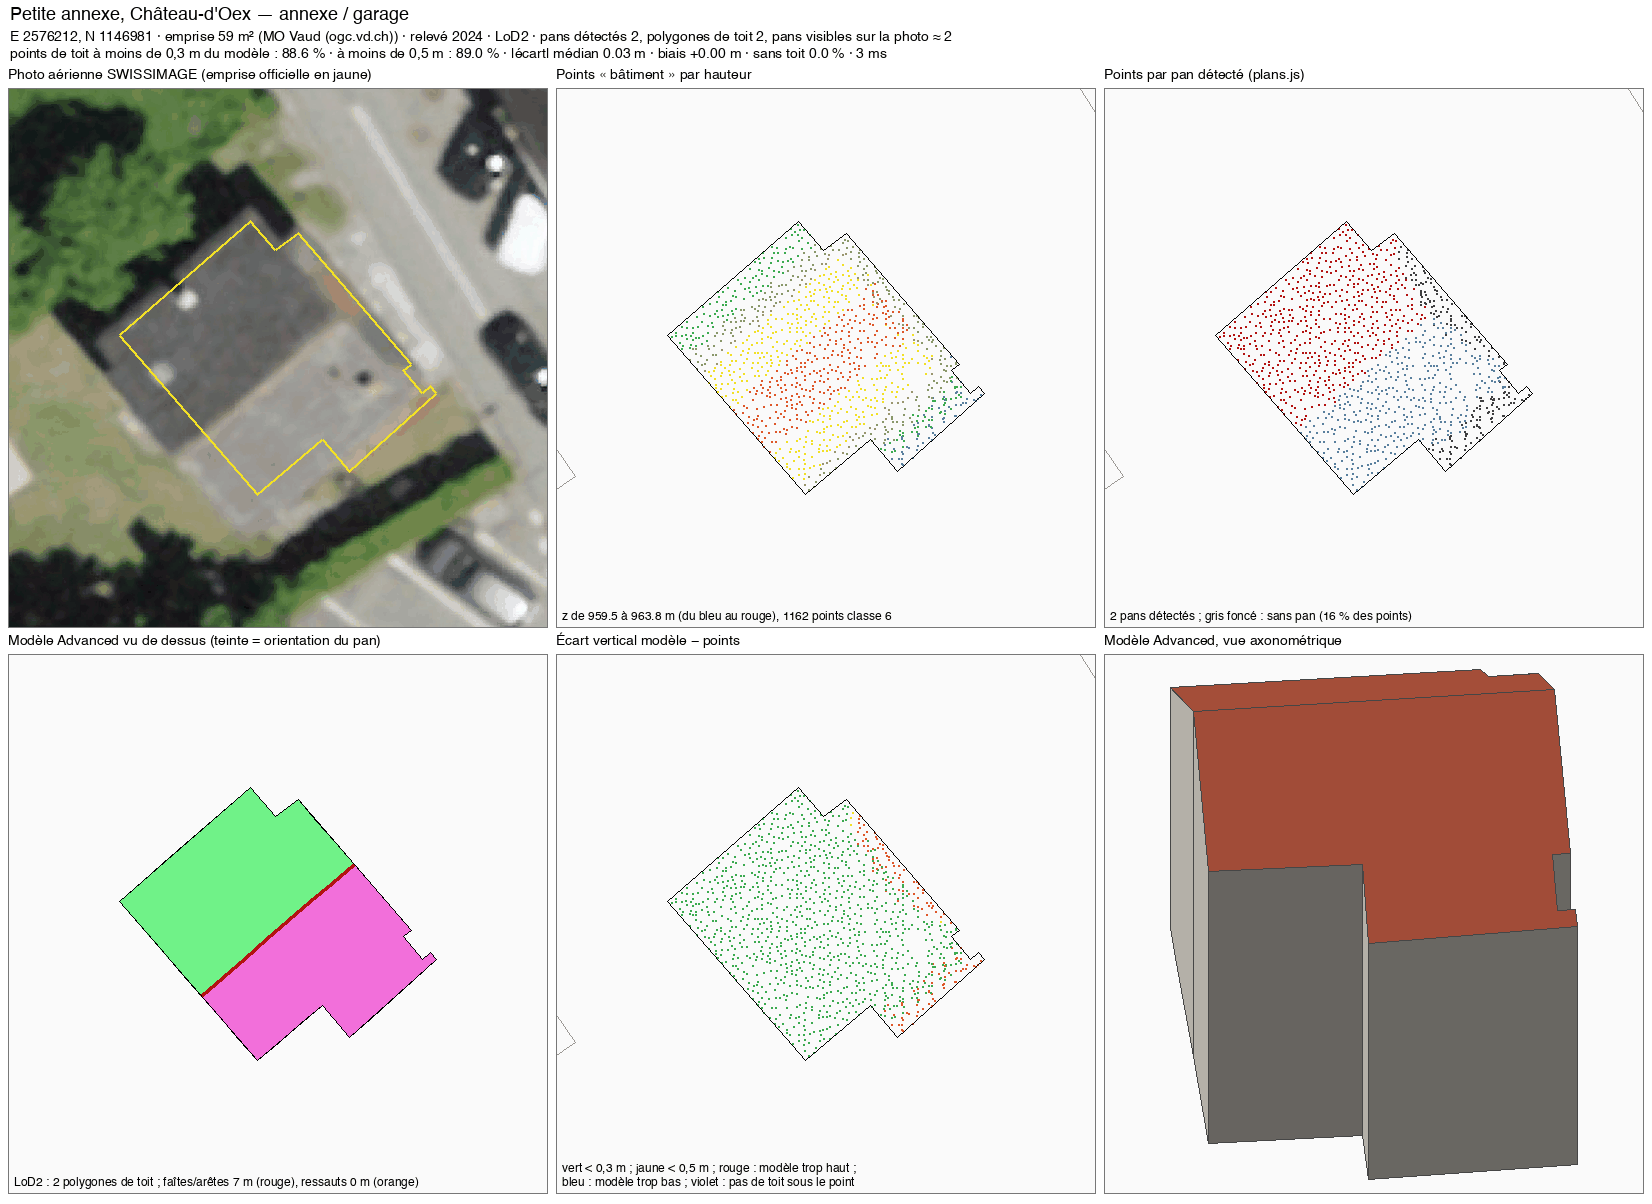 Petite annexe, Château-d'Oex — annexe / garage
E 2576212, N 1146981 · emprise 59 m² (MO Vaud (ogc.vd.ch)) · relevé 2024 · LoD2 · pans détectés 2, polygones de toit 2, pans visibles sur la photo ≈ 2
points de toit à moins de 0,3 m du modèle : 88.6 % · à moins de 0,5 m : 89.0 % · lécartl médian 0.03 m · biais +0.00 m · sans toit 0.0 % · 3 ms
Photo aérienne SWISSIMAGE (emprise officielle en jaune)
Points « bâtiment » par hauteur
Points par pan détecté (plans.js)
z de 959.5 à 963.8 m (du bleu au rouge), 1162 points classe 6
2 pans détectés ; gris foncé : sans pan (16 % des points)
Modèle Advanced vu de dessus (teinte = orientation du pan)
Écart vertical modèle – points
Modèle Advanced, vue axonométrique
LoD2 : 2 polygones de toit ; faîtes/arêtes 7 m (rouge), ressauts 0 m (orange)
vert < 0,3 m ; jaune < 0,5 m ; rouge : modèle trop haut ;
bleu : modèle trop bas ; violet : pas de toit sous le point